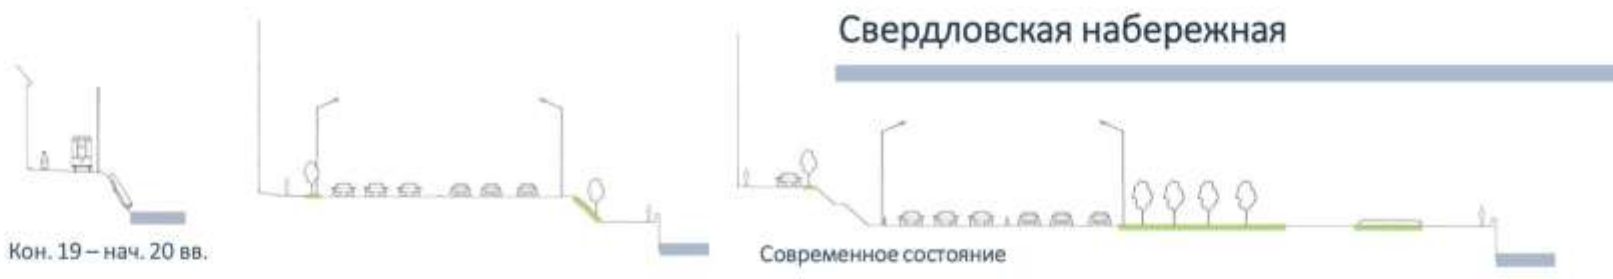 Свердловская набережная
Кон. 19 – нач. 20 вв.
Современное состояние